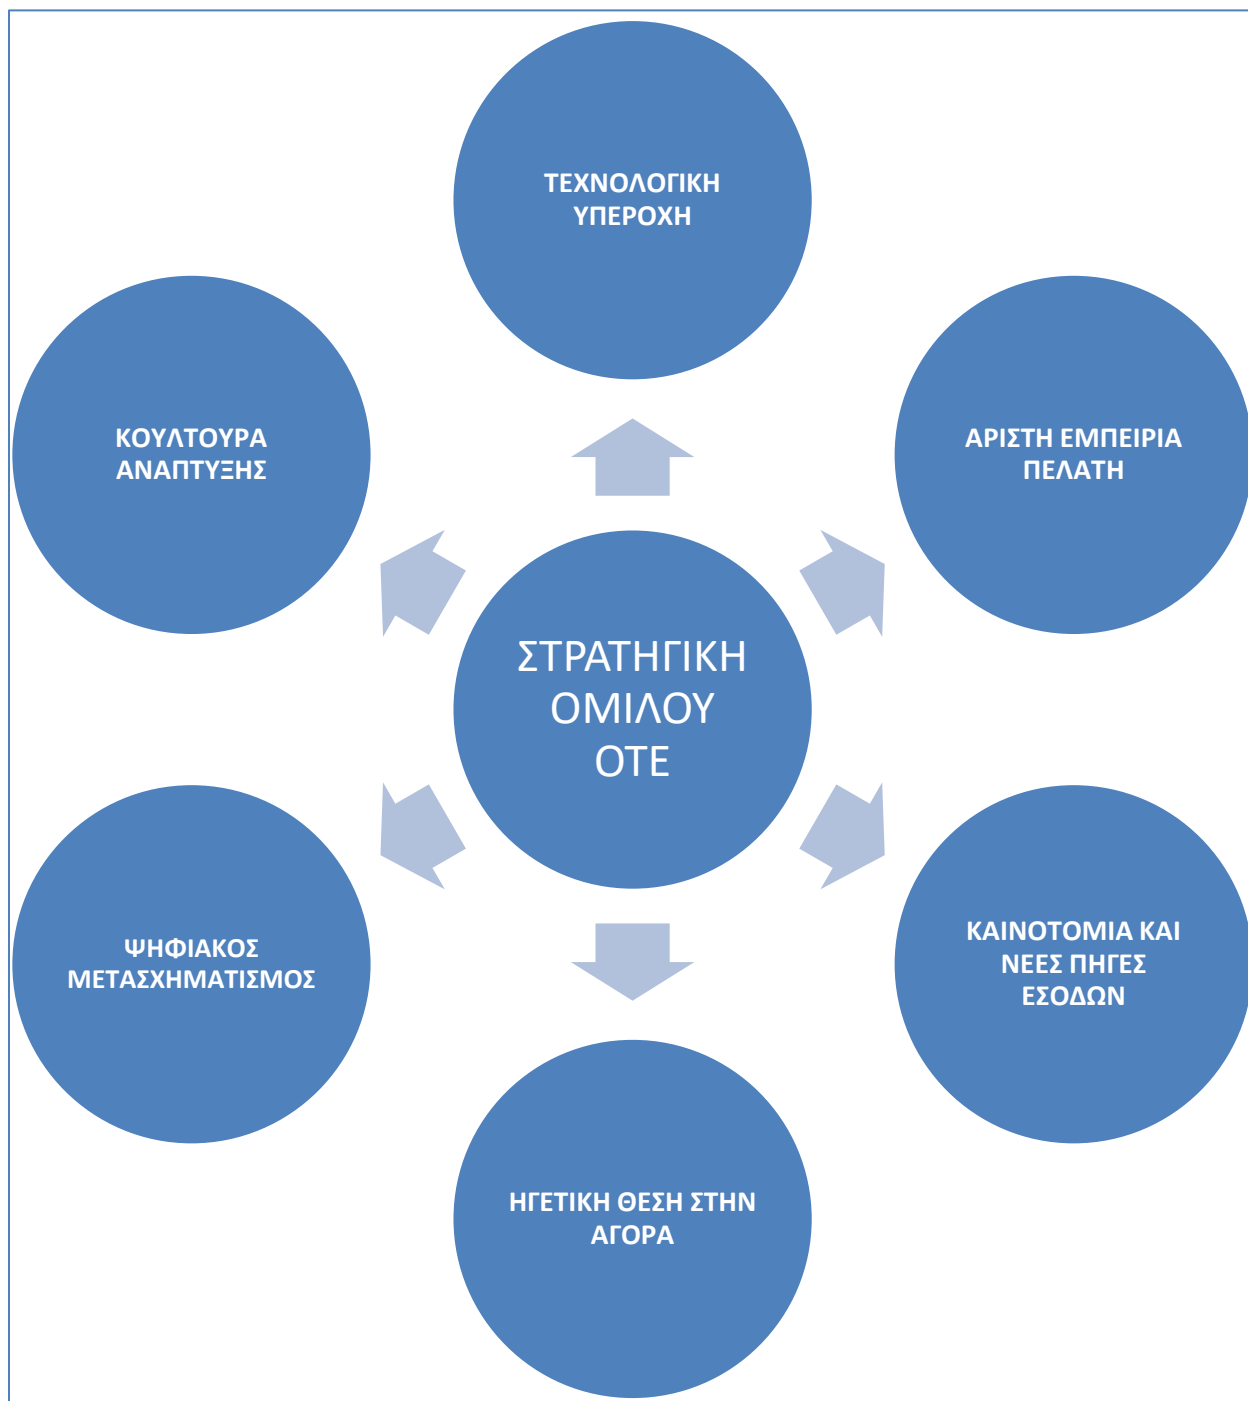 ΤΕΧΝΟΛΟΓΙΚΗ
ΥΠΕΡΟΧΗ
ΚΟΥΛΤΟΥΡΑ
ΑΝΑΠΤΥΞΗΣ
ΑΡΙΣΤΗ ΕΜΠΕΙΡΙΑ
ΠΕΛΑΤΗ
ΣΤΡΑΤΗΓΙΚΗ
ΟΜΙΛΟΥ
ΟΤΕ
ΨΗΦΙΑΚΟΣ
ΜΕΤΑΣΧΗΜΑΤΙΣΜΟΣ
ΚΑΙΝΟΤΟΜΙΑ ΚΑΙ
ΝΕΕΣ ΠΗΓΕΣ
ΕΣΟΔΩΝ
ΗΓΕΤΙΚΗ ΘΕΣΗ ΣΤΗΝ
ΑΓΟΡΑ